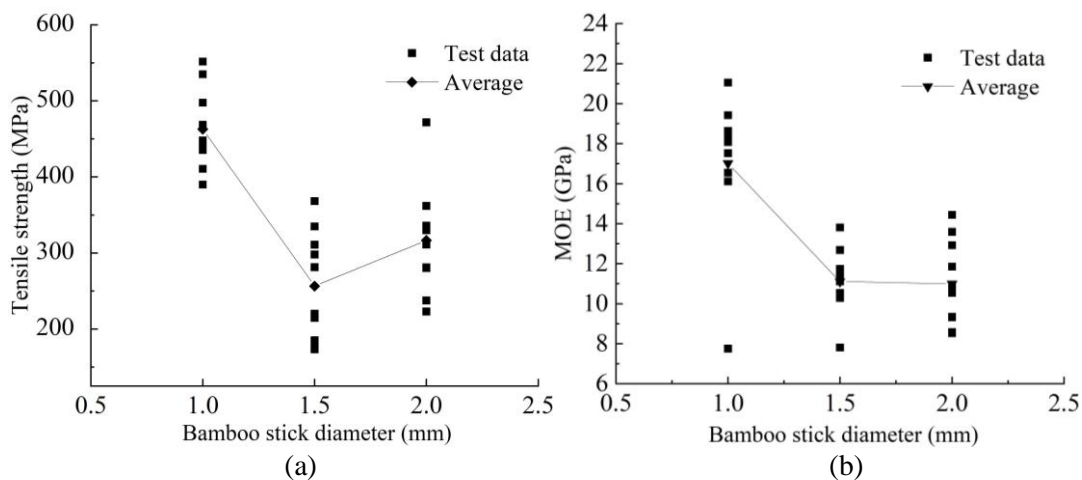 600
500
400
300
200
Tensile strength (MPa)
Test data
Average
0.5 1.0 1.5 2.0 2.5
Bamboo stick diameter (mm)
(a)
24
22
20
18
16
14
12
10
8
6
MOE (GPa)
Test data
Average
0.5 1.0 1.5 2.0 2.5
Bamboo stick diameter (mm)
(b)